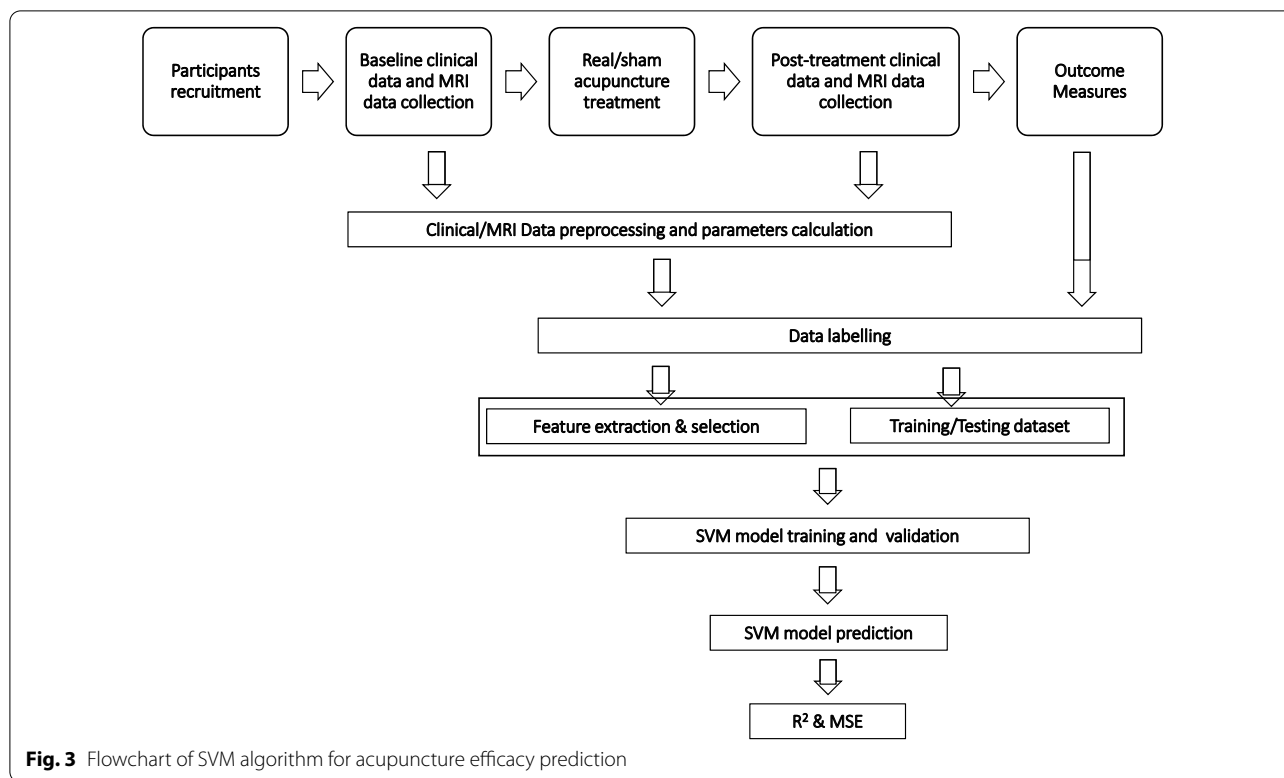 Participants
recruitment
Baseline clinical
data and MRI
data collection
Real/sham
acupuncture
treatment
Post-treatment clinical
data and MRI data
collection
Outcome
Measures
Clinical/MRI Data preprocessing and parameters calculation
Data labelling
Feature extraction & selection
Training/Testing dataset
SVM model training and validation
SVM model prediction
R² & MSE
Fig. 3 Flowchart of SVM algorithm for acupuncture efficacy prediction